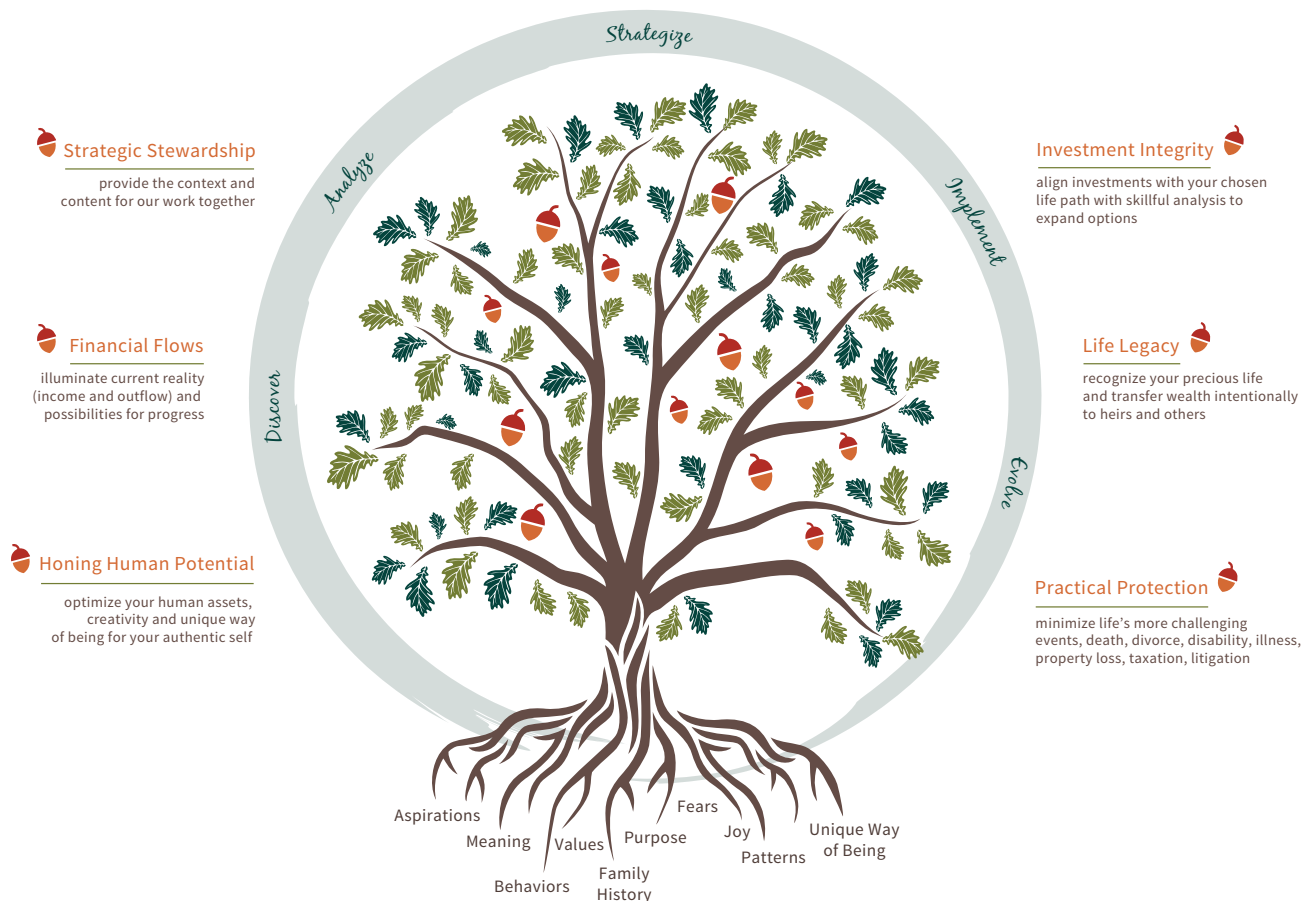 Strategize
Analyze
Implement
Discover
Evolve
Strategic Stewardship
provide the context and
content for our work together
Financial Flows
illuminate current reality
(income and outflow) and
possibilities for progress
Honing Human Potential
optimize your human assets,
creativity and unique way
of being for your authentic self
Investment Integrity
align investments with your chosen
life path with skillful analysis to
expand options
Life Legacy
recognize your precious life
and transfer wealth intentionally
to heirs and others
Practical Protection
minimize life’s more challenging
events, death, divorce, disability, illness,
property loss, taxation, litigation
Aspirations
Meaning
Behaviors
Values
Family
History
Purpose
Fears
Joy
Patterns
Unique Way
of Being